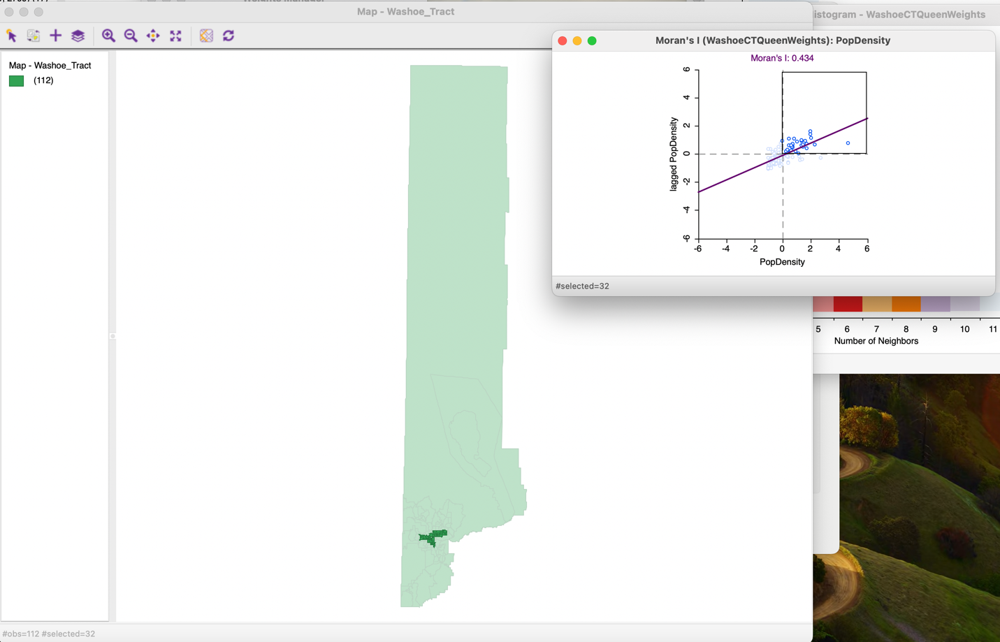 Map - Washoe_Tract
istogram - WashoeCTQueenWeights
Map - Washoe_Tract
(112)
Moran's I (WashoeCTQueenWeights): PopDensity
Moran's I: 0.434
6
4
2
0
-2
-4
-6
lagged PopDensity
-6 -4 -2 0 2 4 6
PopDensity
#selected=32
5 6 7 8 9 10 11
Number of Neighbors
#obs=112 #selected=32